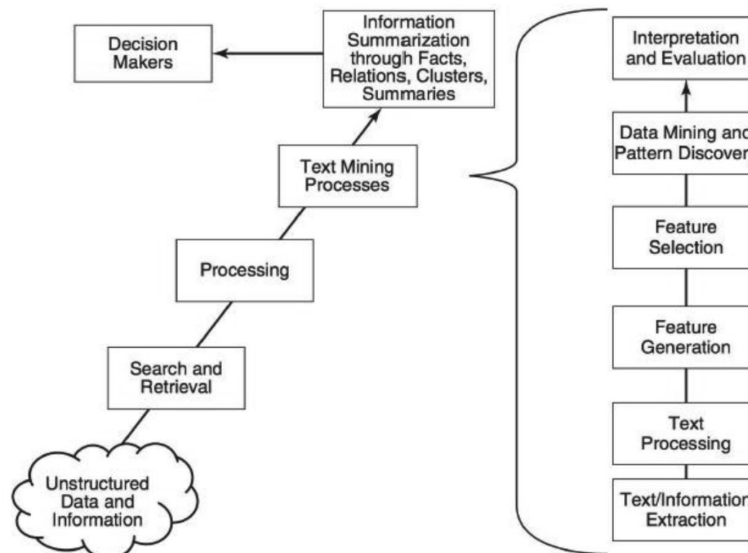 Decision
Makers
Information
Summarization
through Facts,
Relations, Clusters,
Summaries
Text Mining
Processes
Processing
Search and
Retrieval
Unstructured
Data and
Information
Interpretation
and Evaluation
Data Mining and
Pattern Discover
Feature
Selection
Feature
Generation
Text
Processing
Text/Information
Extraction